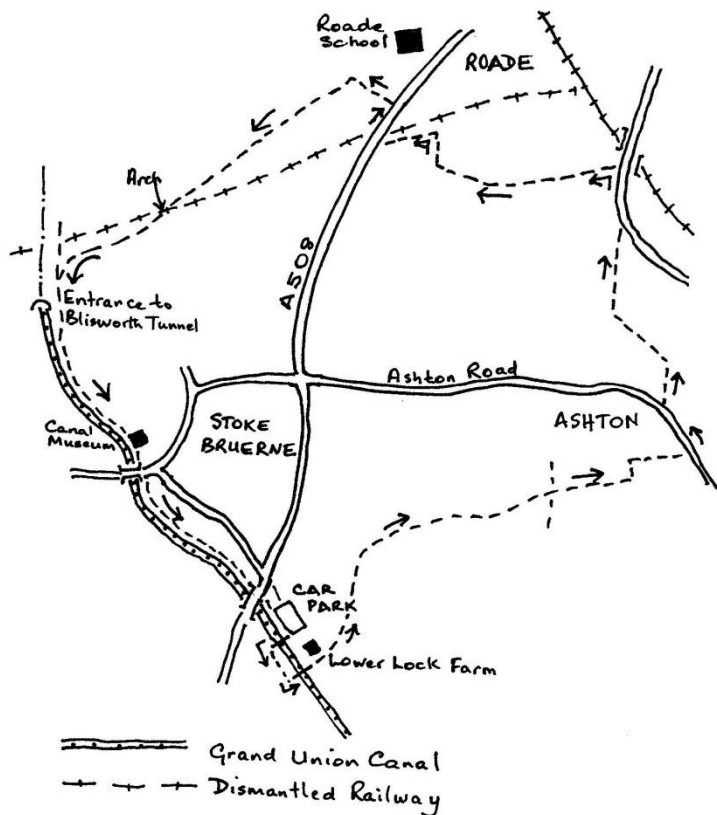 Roade
School
ROADE
Arch
A508
Entrance to
Blisworth Tunnel
Ashton Road
Canal
Museum
STOKE
BRUERNE
ASHTON
CAR
PARK
Lower Lock Farm
Grand Union Canal
Dismantled Railway